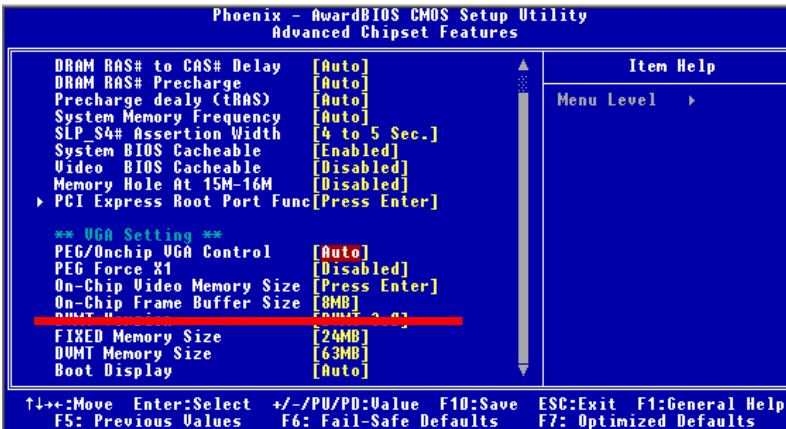 Phoenix - AwardBIOS CMOS Setup Utility
Advanced Chipset Features
DRAM RAS# to CAS# Delay [Auto]
DRAM RAS# Precharge [Auto]
Precharge dealy (tRAS) [Auto]
System Memory Frequency [Auto]
SLP_S4# Assertion Width [4 to 5 Sec.]
System BIOS Cacheable [Enabled]
Video BIOS Cacheable [Disabled]
Memory Hole At 15M-16M [Disabled]
PCI Express Root Port Func[Press Enter]
** VGA Setting **
PEG/Onchip VGA Control [Auto]
PEG Force X1 [Disabled]
On-Chip Video Memory Size [Press Enter]
On-Chip Frame Buffer Size [8MB]
DVMT Version [DVMT 3.0]
FIXED Memory Size [24MB]
DVMT Memory Size [63MB]
Boot Display [Auto]
Item Help
Menu Level
↑↓→←:Move Enter:Select +/-/PU/PD:Value F10:Save ESC:Exit F1:General Help
F5: Previous Values F6: Fail-Safe Defaults F7: Optimized Defaults